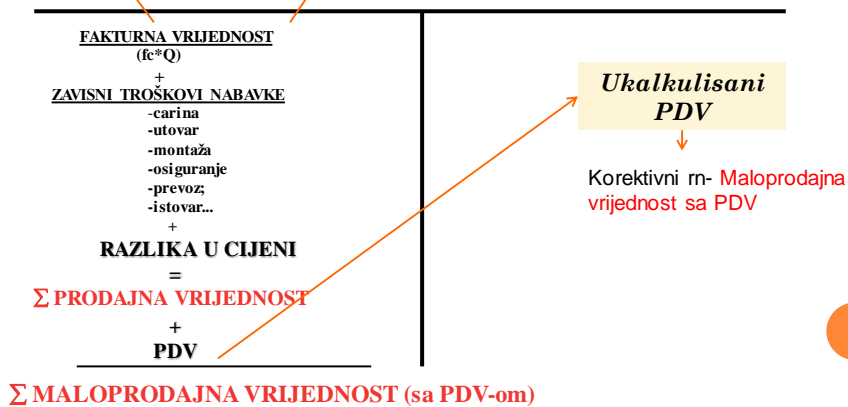 FAKTURNA VRIJEDNOST
(fc*Q)
+
ZAVISNI TROŠKOVI NABAVKE
-carina
-utovar
-montaža
-osiguranje
-prevoz;
-istovar...
+
RAZLIKA U CIJENI
=
∑ PRODAJNA VRIJEDNOST
+
PDV
∑ MALOPRODAJNA VRIJEDNOST (sa PDV-om)
Ukalkulisani
PDV
Korektivni rn- Maloprodajna
vrijednost sa PDV